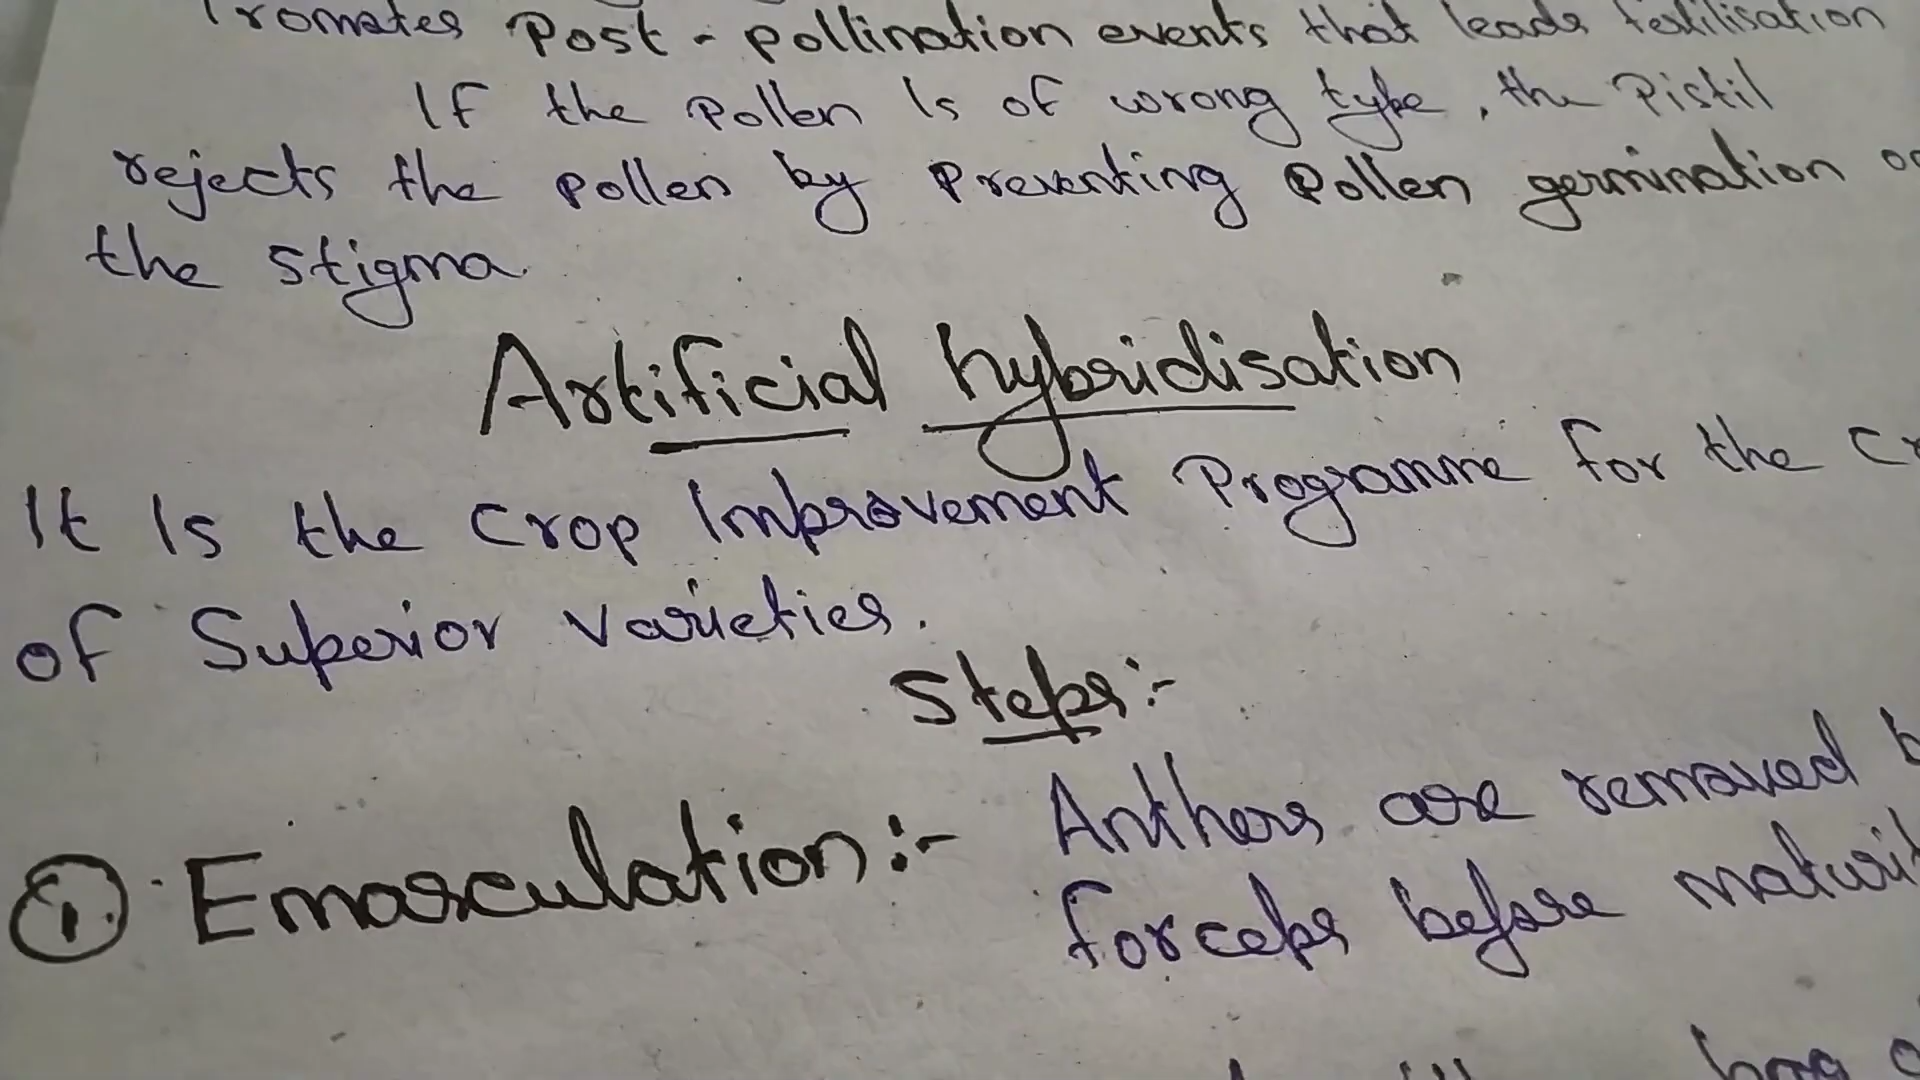 Promotes Post - pollination events that leads fertilisation
If the Pollen Is of wrong type, the Pistil
rejects the pollen by Preventing Pollen germination
the stigma.
Artificial hybridisation
It Is the Crop Improvement Programme for the
of Superior varieties.
Steps:-
1. Emasculation:- Anthers are removed
forceps before